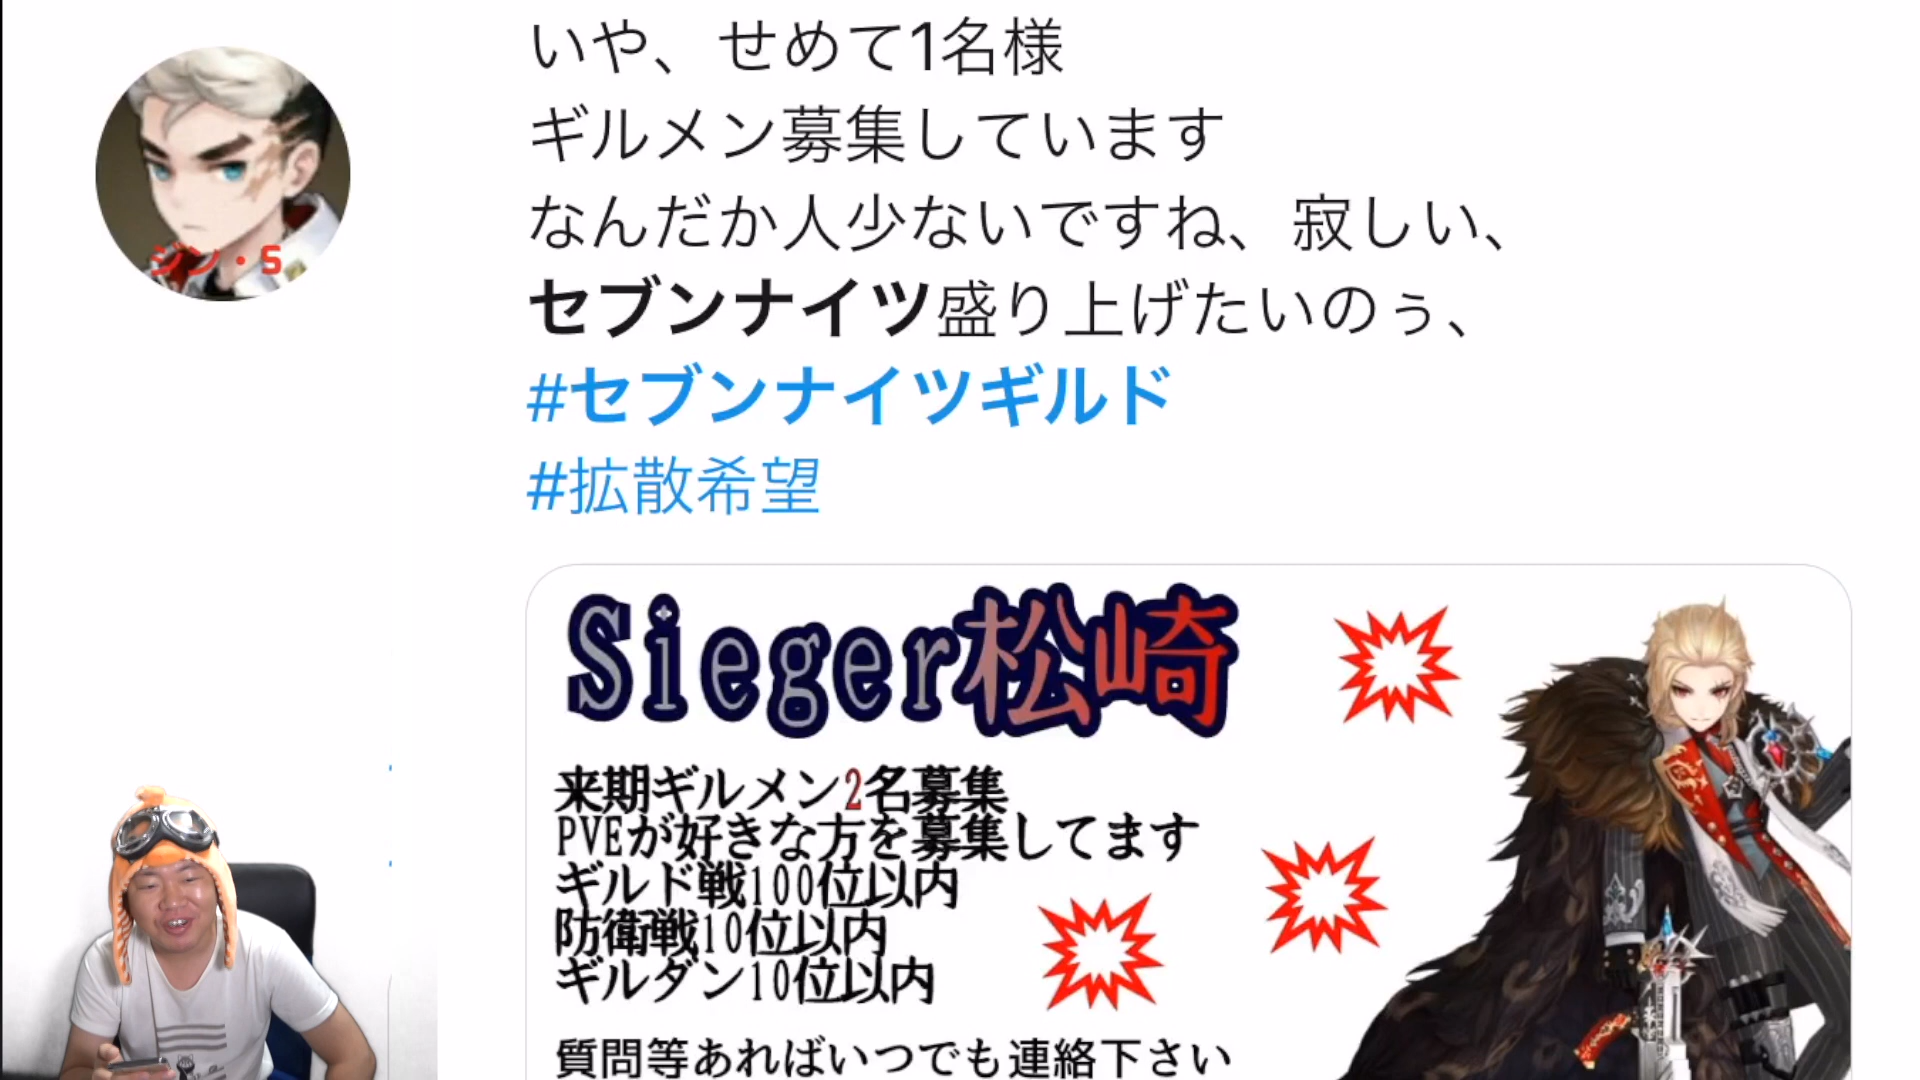 いや、せめて1名様
ギルメン募集しています
なんだか人少ないですね、寂しい、
セブンナイツ盛り上げたいのぅ、
#セブンナイツギルド
#拡散希望
ジン・S
Sieger松崎
来期ギルメン2名募集
PVEが好きな方を募集してます
ギルド戦100位以内
防衛戦10位以内
ギルダン10位以内
質問等あればいつでも連絡下さい